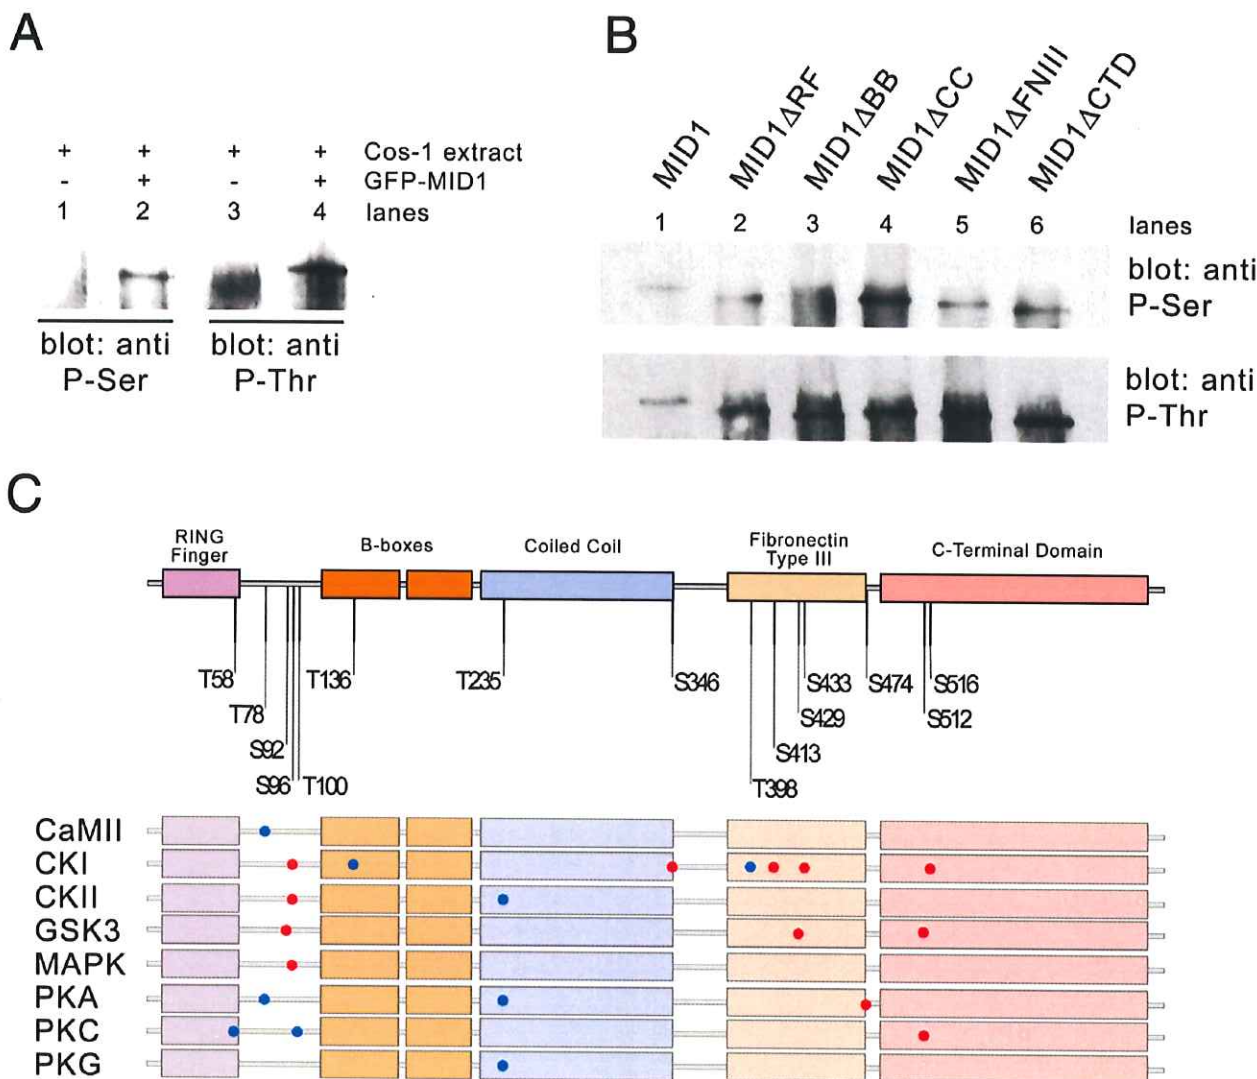 A
+ + + + Cos-1 extract
- + - + GFP-MID1
1 2 3 4 lanes
blot: anti
P-Ser
blot: anti
P-Thr
B
MID1
MID1ΔRF
MID1ΔBB
MID1ΔCC
MID1ΔFNIII
MID1ΔCTD
1 2 3 4 5 6 lanes
blot: anti
P-Ser
blot: anti
P-Thr
C
RING
Finger
B-boxes
Coiled Coil
Fibronectin
Type III
C-Terminal Domain
T58
T136
T235
S346
S433
S474
S516
T78
S429
S512
S92
S413
S96
T100
T398
CaMII
CKI
CKII
GSK3
MAPK
PKA
PKC
PKG